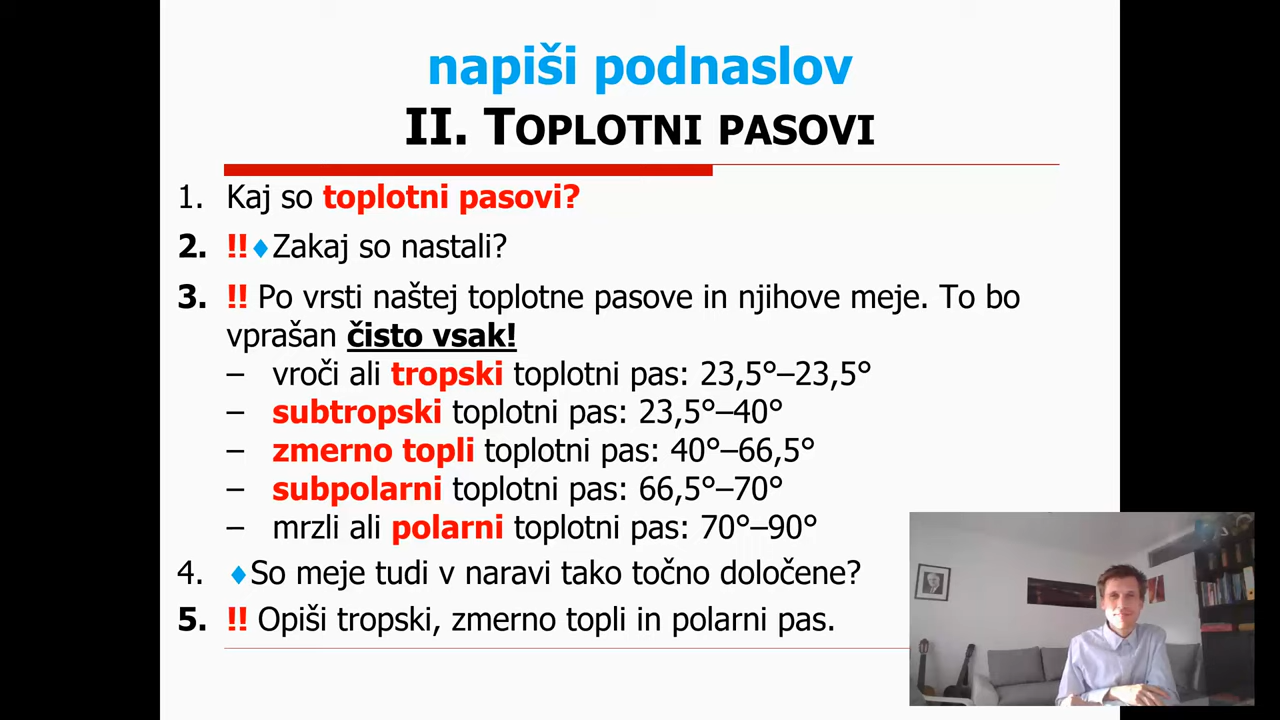 napiši podnaslov
II. TOPLOTNI PASOVI
1. Kaj so toplotni pasovi?
2. !!♦Zakaj so nastali?
3. !! Po vrsti naštej toplotne pasove in njihove meje. To bo
vprašan čisto vsak!
– vroči ali tropski toplotni pas: 23,5°–23,5°
– subtropski toplotni pas: 23,5°–40°
– zmerno topli toplotni pas: 40°–66,5°
– subpolarni toplotni pas: 66,5°–70°
– mrzli ali polarni toplotni pas: 70°–90°
4. ♦So meje tudi v naravi tako točno določene?
5. !! Opiši tropski, zmerno topli in polarni pas.